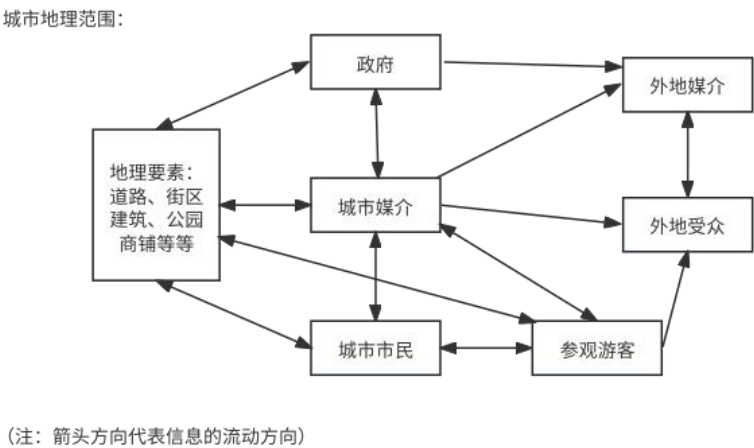 城市地理范围：
政府
外地媒介
地理要素：
道路、街区
建筑、公园
商铺等等
城市媒介
外地受众
城市市民
参观游客
（注：箭头方向代表信息的流动方向）